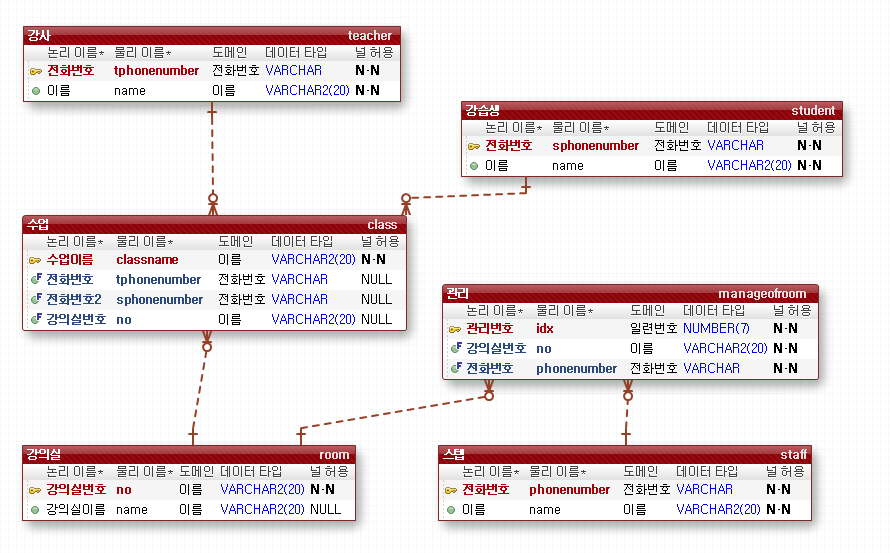 강사 teacher
논리 이름* 물리 이름* 도메인 데이터 타입 널 허용
전화번호 tphonenumber 전화번호 VARCHAR N-N
이름 name 이름 VARCHAR2(20) N-N
강습생 student
논리 이름* 물리 이름* 도메인 데이터 타입 널 허용
전화번호 sphonenumber 전화번호 VARCHAR N-N
이름 name 이름 VARCHAR2(20) N-N
수업 class
논리 이름* 물리 이름* 도메인 데이터 타입 널 허용
수업이름 classname 이름 VARCHAR2(20) N-N
전화번호 tphonenumber 전화번호 VARCHAR NULL
전화번호2 sphonenumber 전화번호 VARCHAR NULL
강의실번호 no 이름 VARCHAR2(20) NULL
관리 manageofroom
논리 이름* 물리 이름* 도메인 데이터 타입 널 허용
관리번호 idx 일련번호 NUMBER(7) N-N
강의실번호 no 이름 VARCHAR2(20) N-N
전화번호 phonenumber 전화번호 VARCHAR N-N
강의실 room
논리 이름* 물리 이름* 도메인 데이터 타입 널 허용
강의실번호 no 이름 VARCHAR2(20) N-N
강의실이름 name 이름 VARCHAR2(20) NULL
스텝 staff
논리 이름* 물리 이름* 도메인 데이터 타입 널 허용
전화번호 phonenumber 전화번호 VARCHAR N-N
이름 name 이름 VARCHAR2(20) N-N